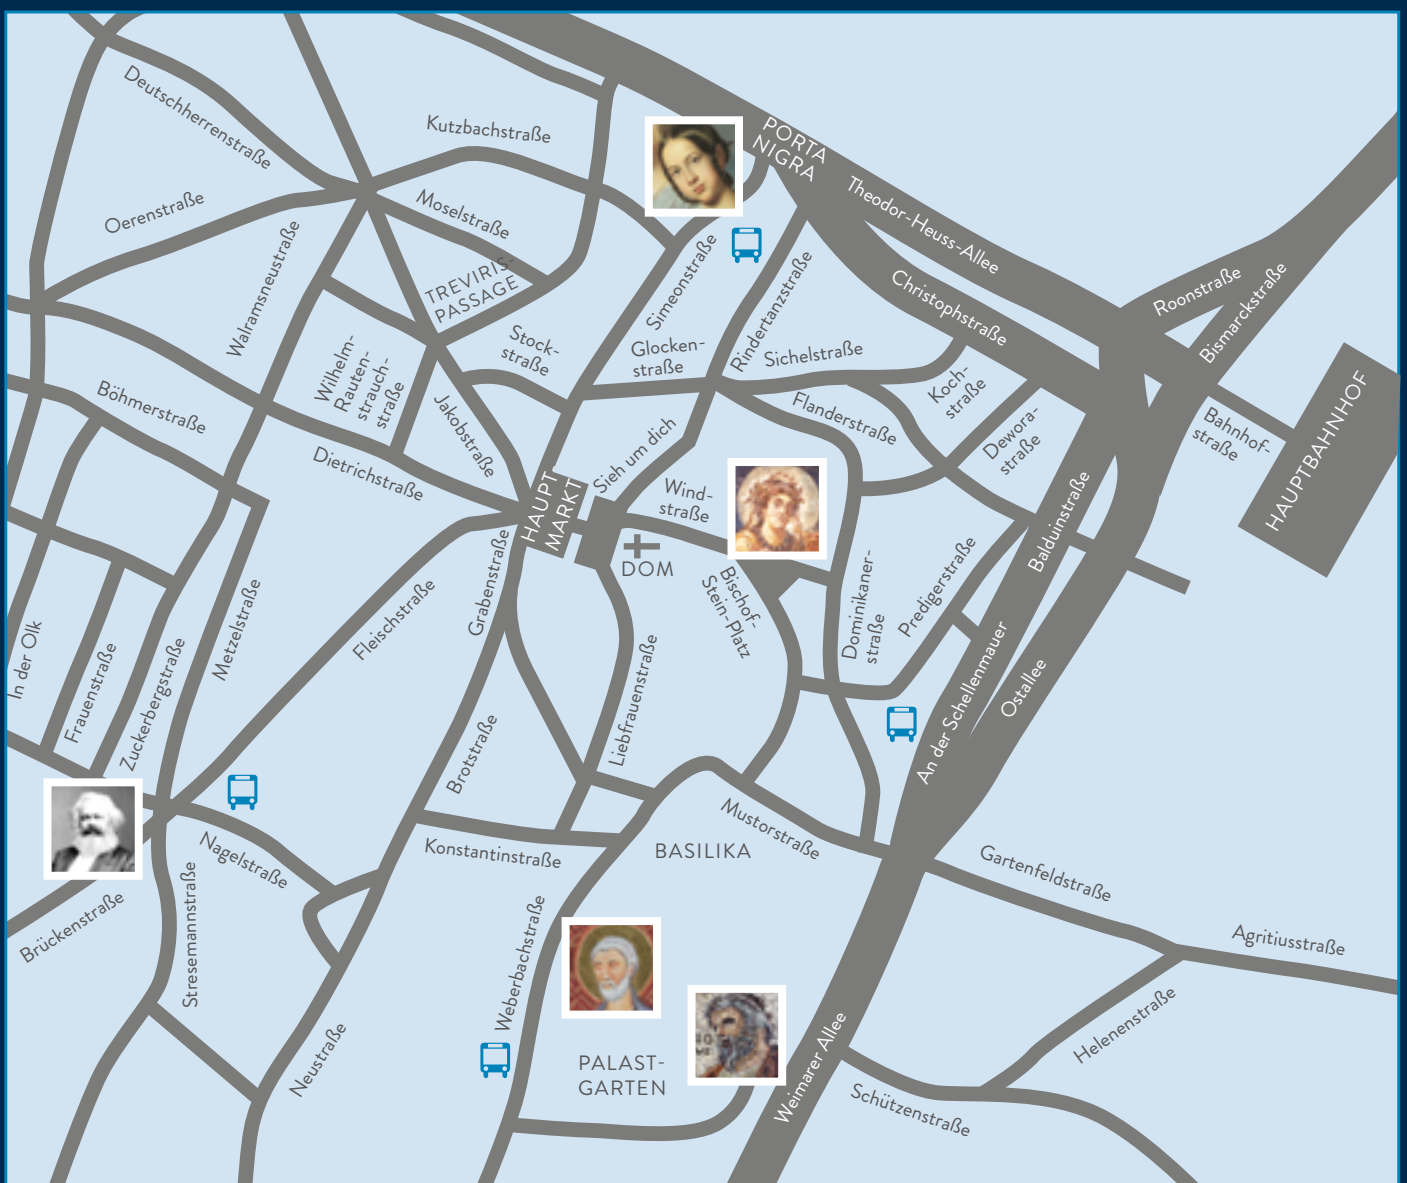 PORTA
NIGRA
Deutschherrenstraße
Kutzbachstraße
Theodor-Heuss-Allee
Oerenstraße
Moselstraße
Walramsneustraße
TREVIRIS-
PASSAGE
Simeonstraße
Rindertanzstraße
Christophstraße
Roonstraße
Bismarckstraße
Wilhelm-
Rauten-
strauch-
straße
Stock-
straße
Glocken-
straße
Sichelstraße
Koch-
straße
Böhmerstraße
Jakobstraße
Flanderstraße
Dewora-
straße
Bahnhof-
straße
HAUPTBAHNHOF
Dietrichstraße
Sieh um dich
HAUPT
MARKT
Wind-
straße
Balduinstraße
DOM
Grabenstraße
Fleischstraße
Bischof-
Stein-Platz
Dominikaner-
straße
Predigerstraße
In der Olk
Frauenstraße
Zuckerbergstraße
Metzelstraße
Liebfrauenstraße
An der Schellenmauer
Ostallee
Brotstraße
Nagelstraße
Konstantinstraße
BASILIKA
Mustorstraße
Gartenfeldstraße
Agritiusstraße
Brückenstraße
Stresemannstraße
Weberbachstraße
Neustraße
PALAST-
GARTEN
Weimarer Allee
Helenenstraße
Schützenstraße